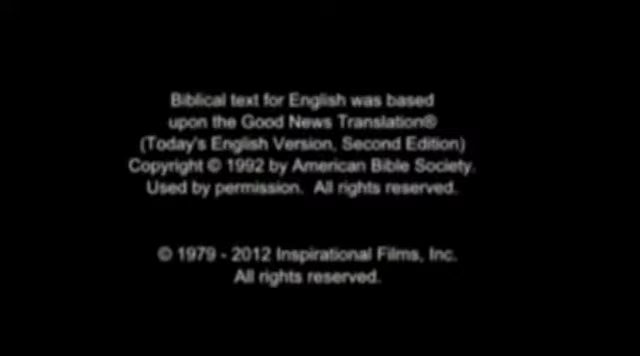 Biblical text for English was based
upon the Good News Translation®
(Today's English Version, Second Edition)
Copyright © 1992 by American Bible Society.
Used by permission. All rights reserved.
© 1979 - 2012 Inspirational Films, Inc.
All rights reserved.